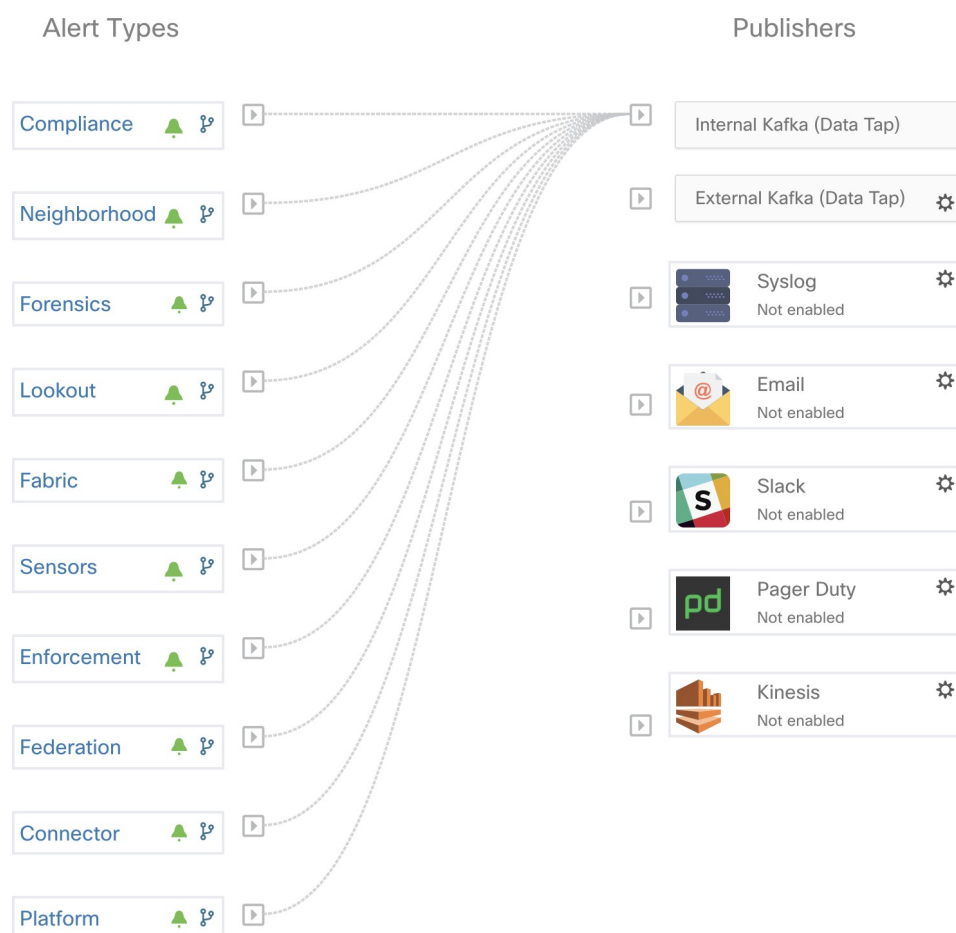 Alert Types
Publishers
Compliance
Neighborhood
Forensics
Lookout
Fabric
Sensors
Enforcement
Federation
Connector
Platform
Internal Kafka (Data Tap)
External Kafka (Data Tap)
Syslog
Not enabled
@
Email
Not enabled
S
Slack
Not enabled
pd
Pager Duty
Not enabled
Kinesis
Not enabled